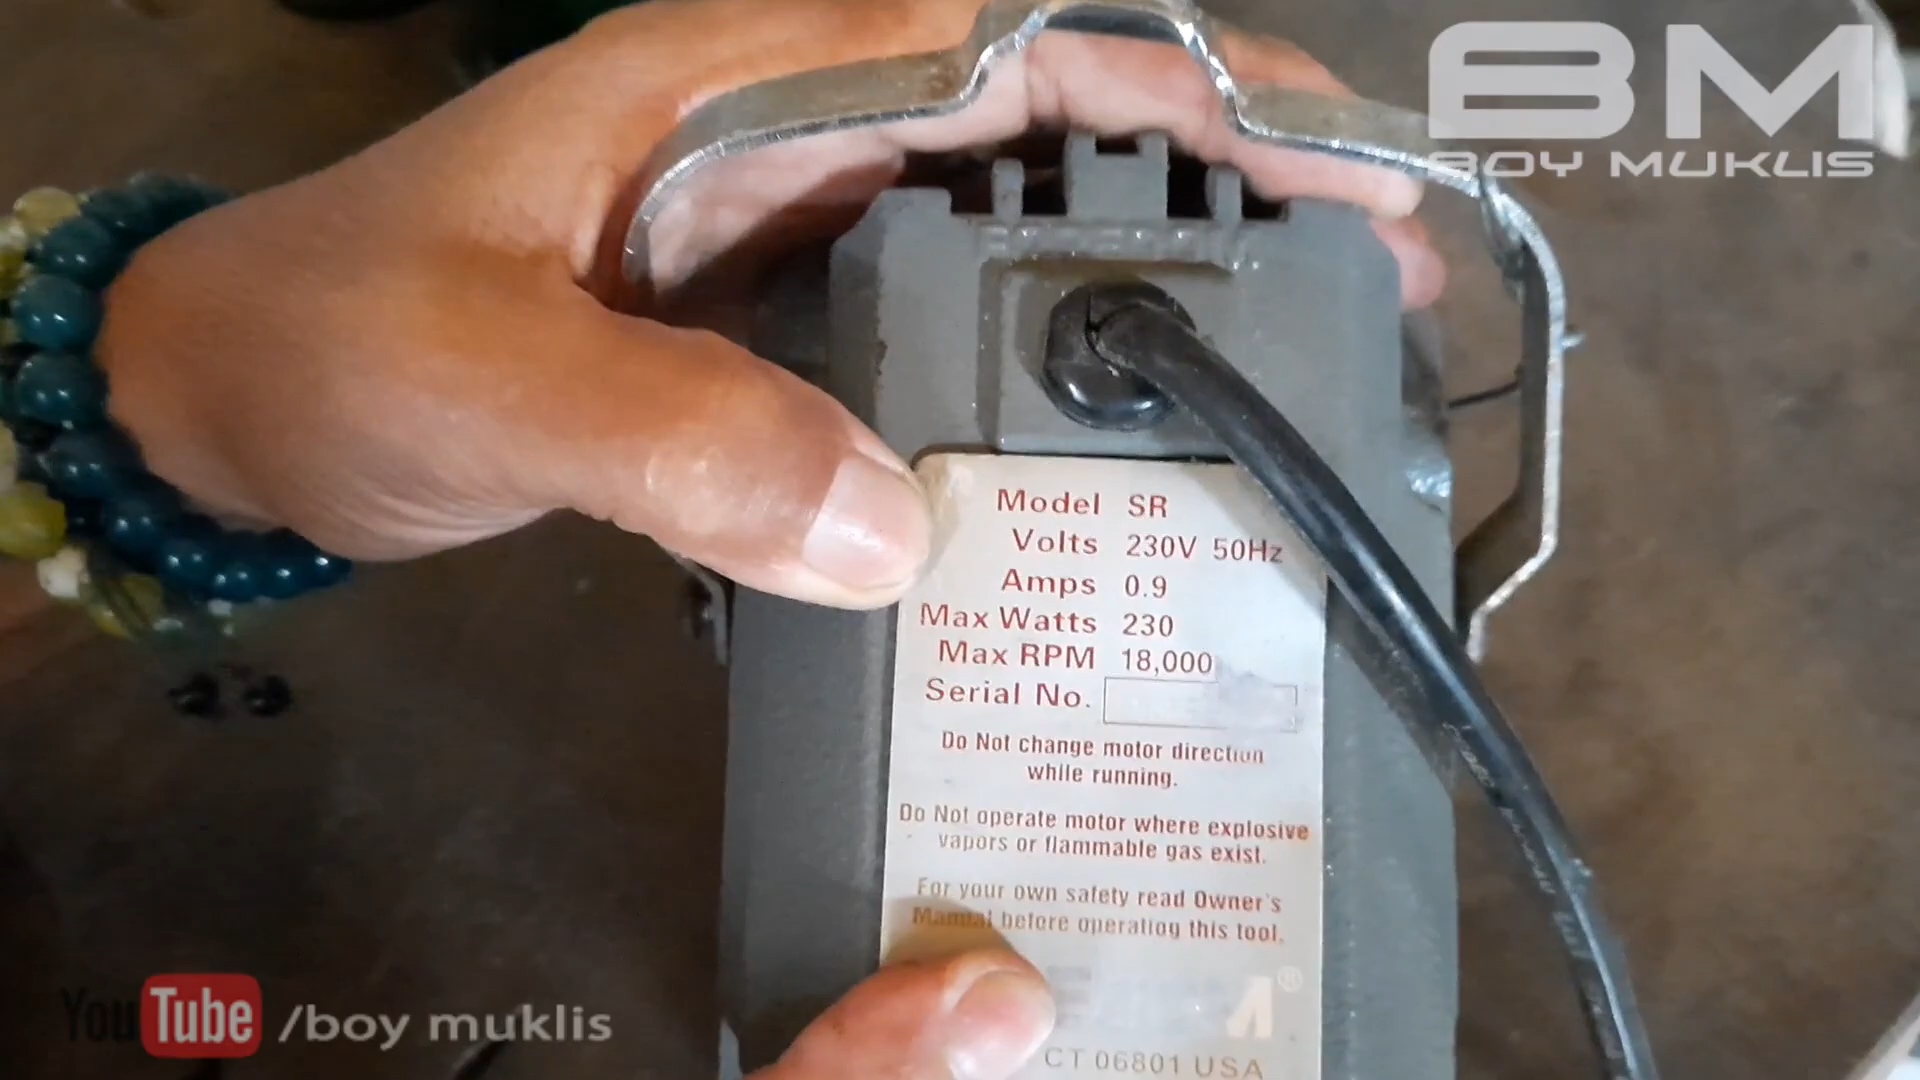 BM
BOY MUKLIS
Model SR
Volts 230V 50Hz
Amps 0.9
Max Watts 230
Max RPM 18,000
Serial No.
Do Not change motor direction
while running.
Do Not operate motor where explosive
vapors or flammable gas exist.
For your own safety read Owner's
Manual before operating this tool.
®
CT 06801 USA
YouTube /boy muklis